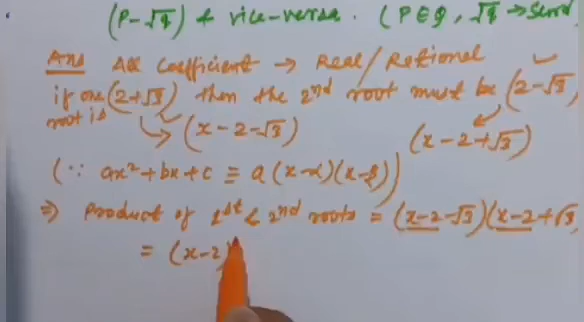 (P-√q) & vice-versa. (P∈Q, √q → Surd
Ans All Coefficient → Real/Rational
if one (2+√3) then the 2nd root must be (2-√3)
root is
(x-2-√3) (x-2+√3)
(∵ ax²+bx+c ≡ a(x-α)(x-β))
⇒ Product of 1st & 2nd roots = (x-2-√3)(x-2+√3)
= (x-2)